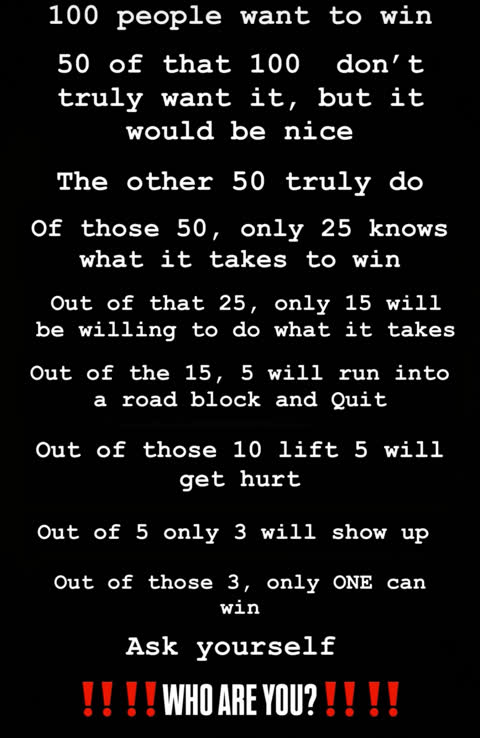 100 people want to win
50 of that 100 don't
truly want it, but it
would be nice
The other 50 truly do
Of those 50, only 25 knows
what it takes to win
Out of that 25, only 15 will
be willing to do what it takes
Out of the 15, 5 will run into
a road block and Quit
Out of those 10 lift 5 will
get hurt
Out of 5 only 3 will show up
Out of those 3, only ONE can
win
Ask yourself
‼️‼️WHO ARE YOU?‼️‼️